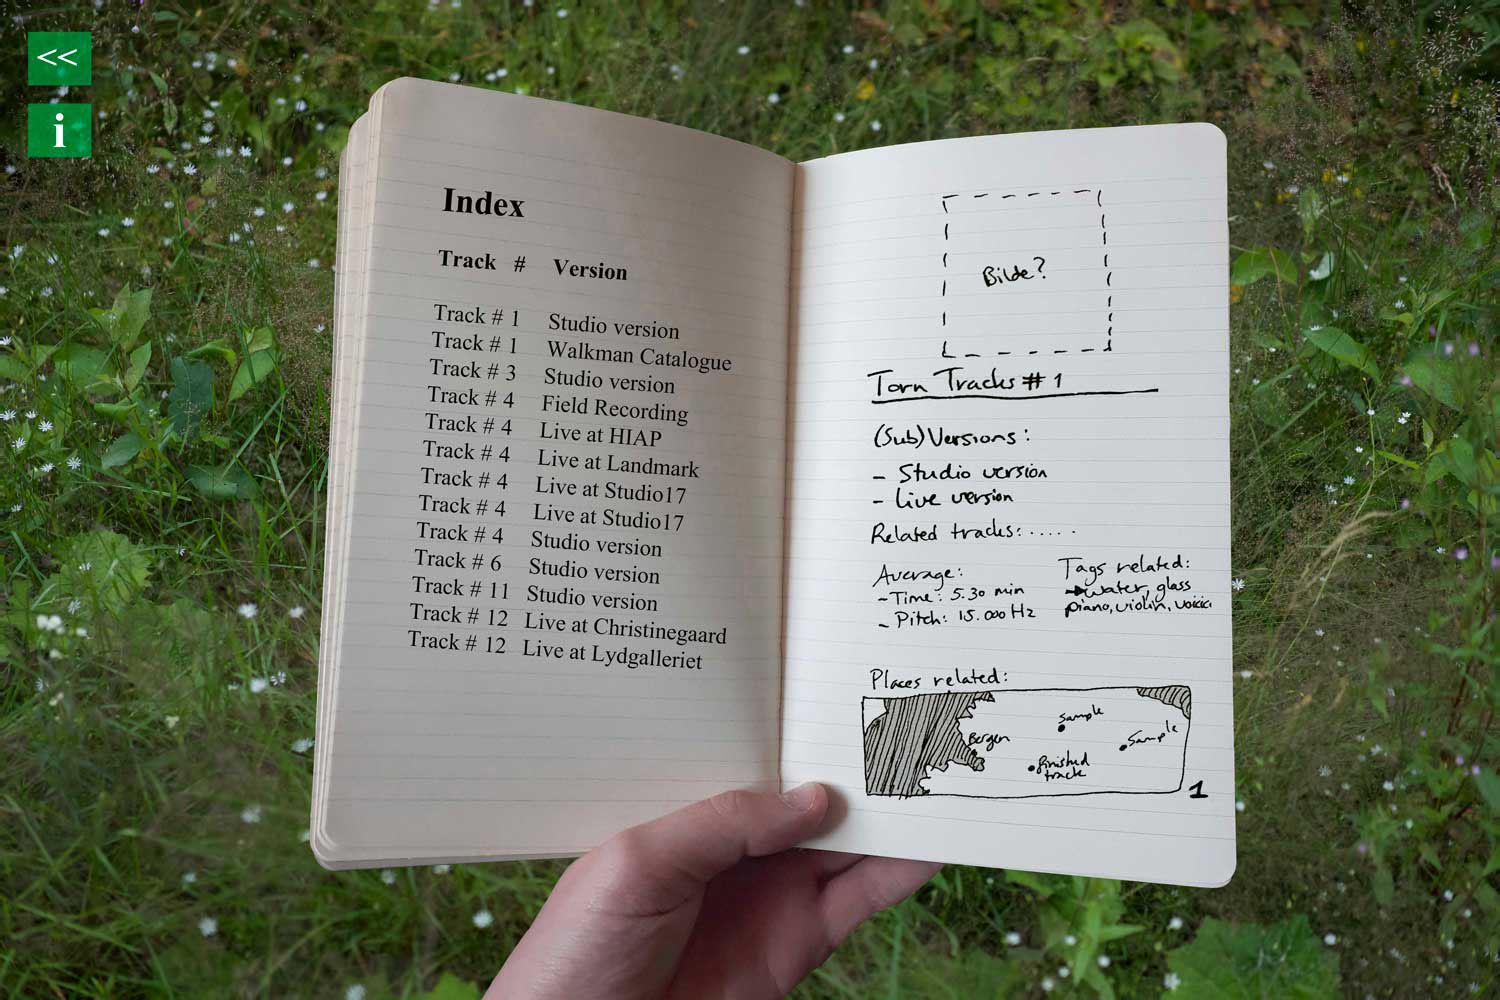 <<
i
Index
Track # Version
Track # 1 Studio version
Track # 1 Walkman Catalogue
Track # 3 Studio version
Track # 4 Field Recording
Track # 4 Live at HIAP
Track # 4 Live at Landmark
Track # 4 Live at Studio17
Track # 4 Live at Studio17
Track # 4 Studio version
Track # 6 Studio version
Track # 11 Studio version
Track # 12 Live at Christinegaard
Track # 12 Live at Lydgalleriet
Bilde?
Torn Tracks # 1
(Sub)Versions:
- Studio version
- Live version
Related tracks: .....
Average:
- Time: 5.30 min
- Pitch: 15.000 Hz
Tags related:
water, glass
piano, violin,
Places related:
Bergen
Sample
Sample
finished
track
1